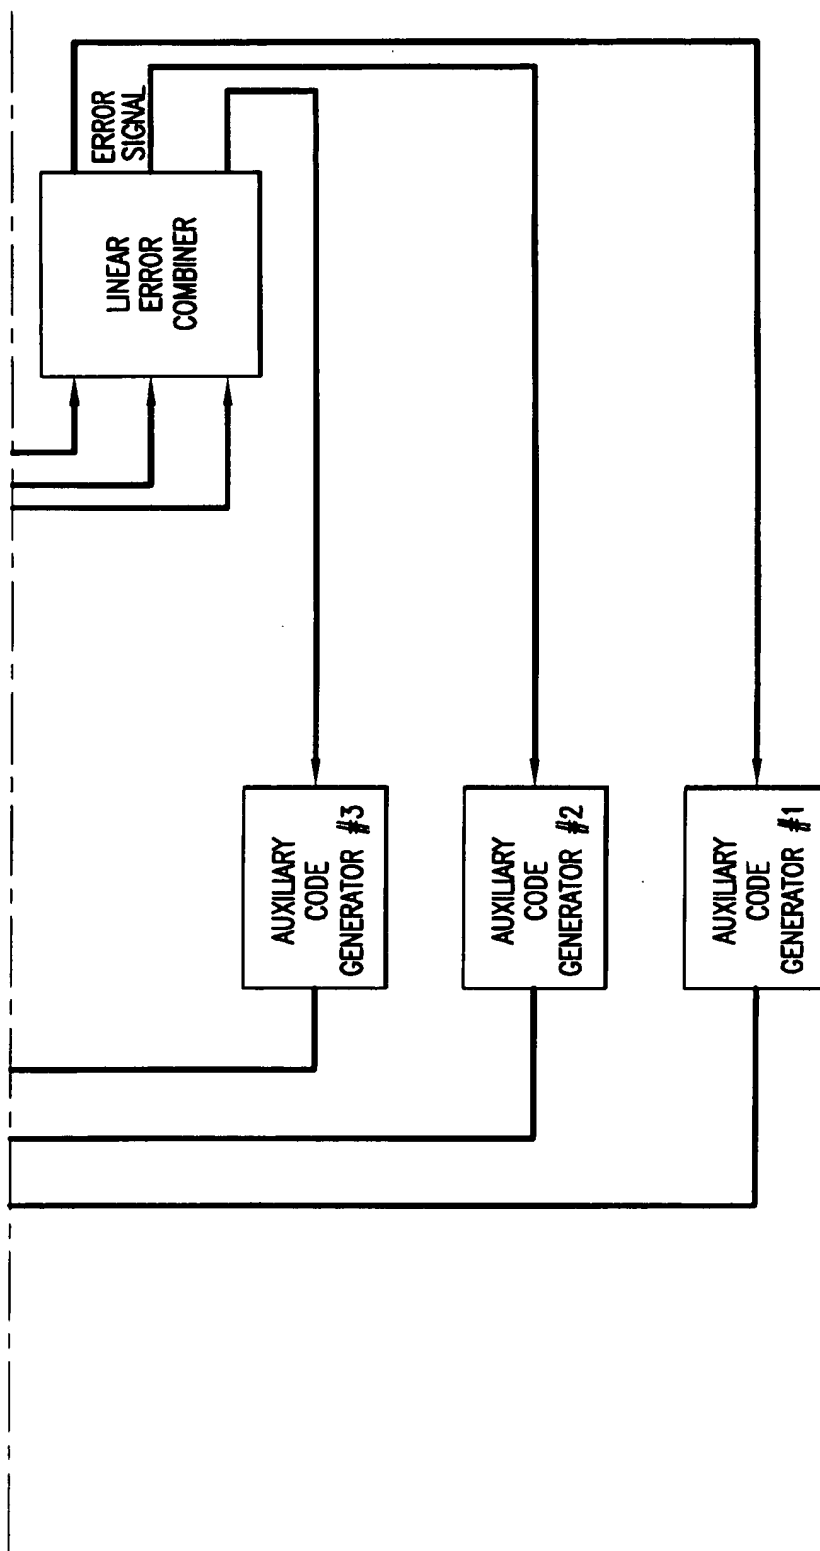 ERROR
SIGNAL
LINEAR
ERROR
COMBINER
AUXILIARY
CODE
GENERATOR #3
AUXILIARY
CODE
GENERATOR #2
AUXILIARY
CODE
GENERATOR #1